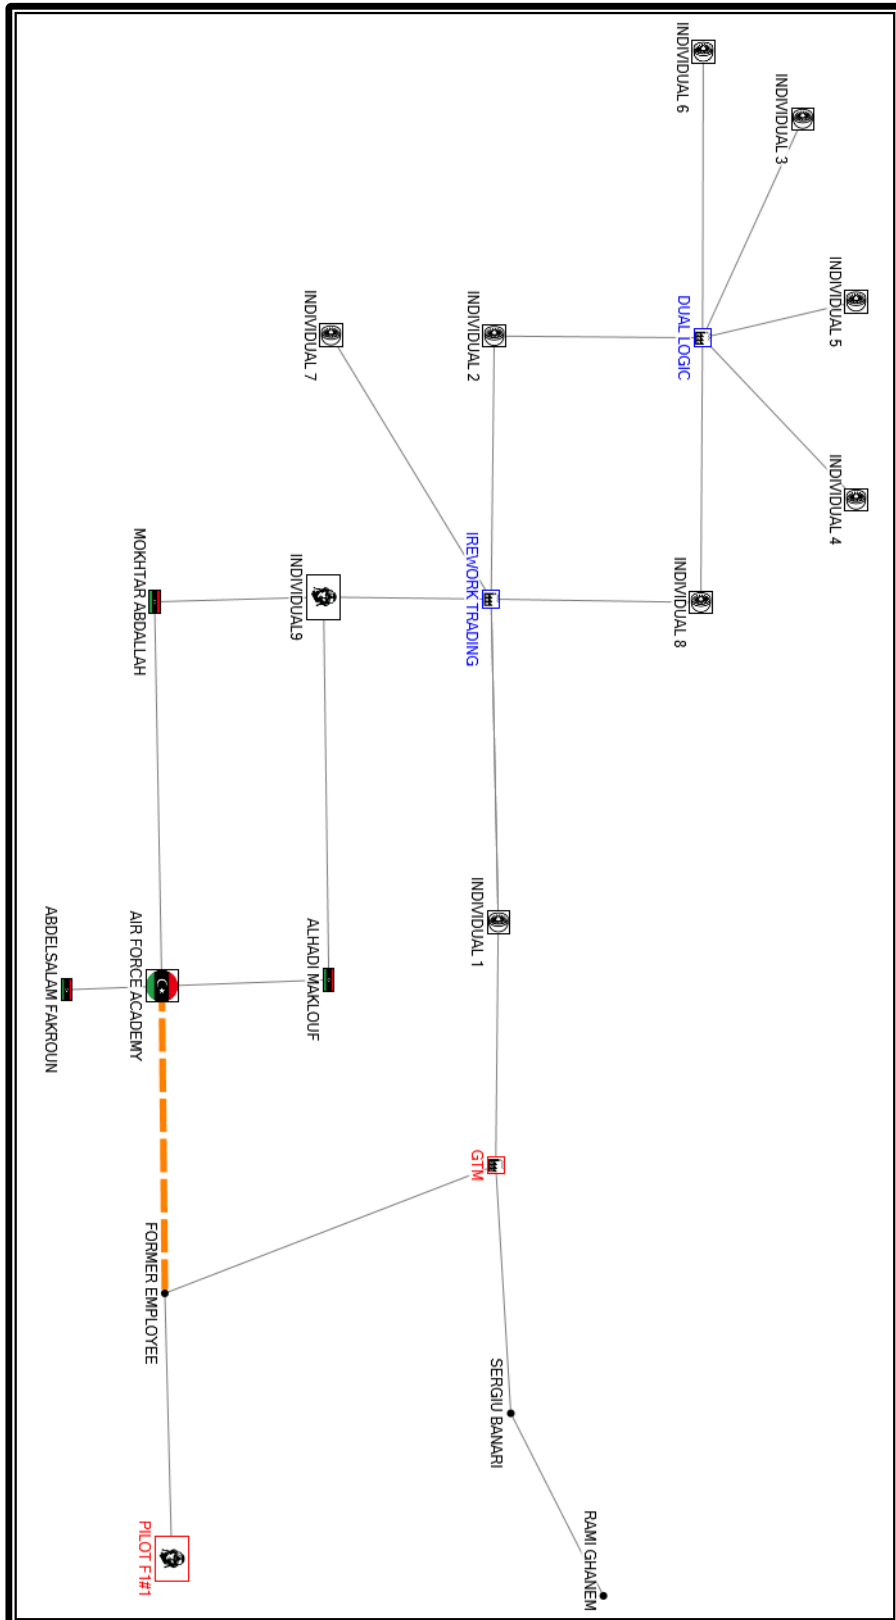 INDIVIDUAL 5
INDIVIDUAL 4
INDIVIDUAL 3
INDIVIDUAL 6
DUAL LOGIC
INDIVIDUAL 8
RAMI GHANEM
SERGIU BANARI
INDIVIDUAL 2
IREWORK TRADING
INDIVIDUAL 1
GTM
INDIVIDUAL 7
INDIVIDUAL9
ALHADI MAKLOUF
MOKHTAR ABDALLAH
AIR FORCE ACADEMY
FORMER EMPLOYEE
PILOT F1#1
ABDELSALAM FAKROUN